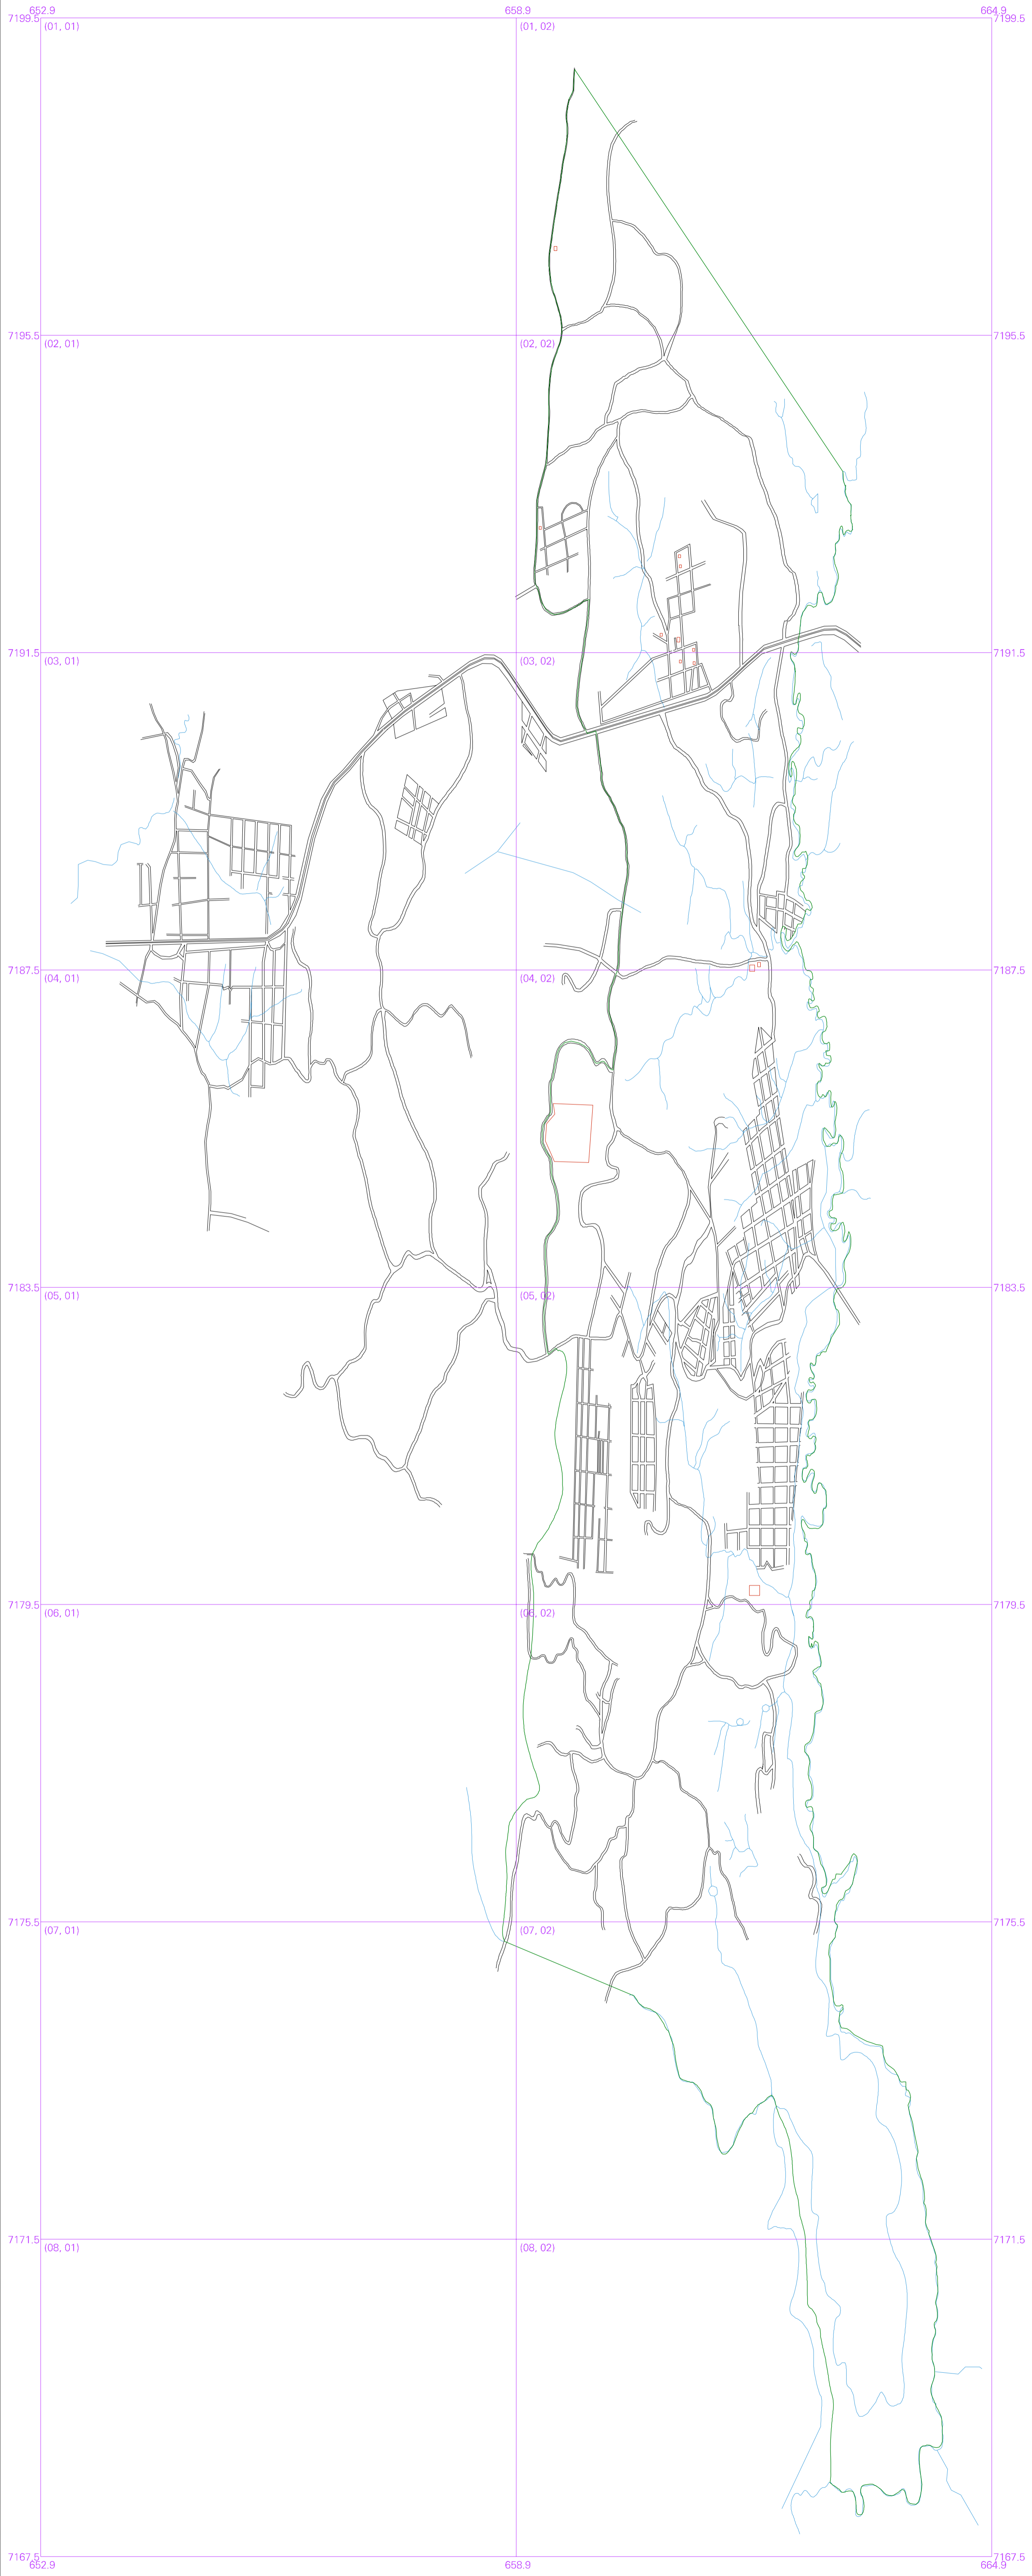 652.9 658.9 664.9
7199.5 (01, 01) (01, 02) 7199.5
7195.5 (02, 01) (02, 02) 7195.5
7191.5 (03, 01) (03, 02) 7191.5
7187.5 (04, 01) (04, 02) 7187.5
7183.5 (05, 01) (05, 02) 7183.5
7179.5 (06, 01) (06, 02) 7179.5
7175.5 (07, 01) (07, 02) 7175.5
7171.5 (08, 01) (08, 02) 7171.5
7167.5 7167.5
652.9 658.9 664.9